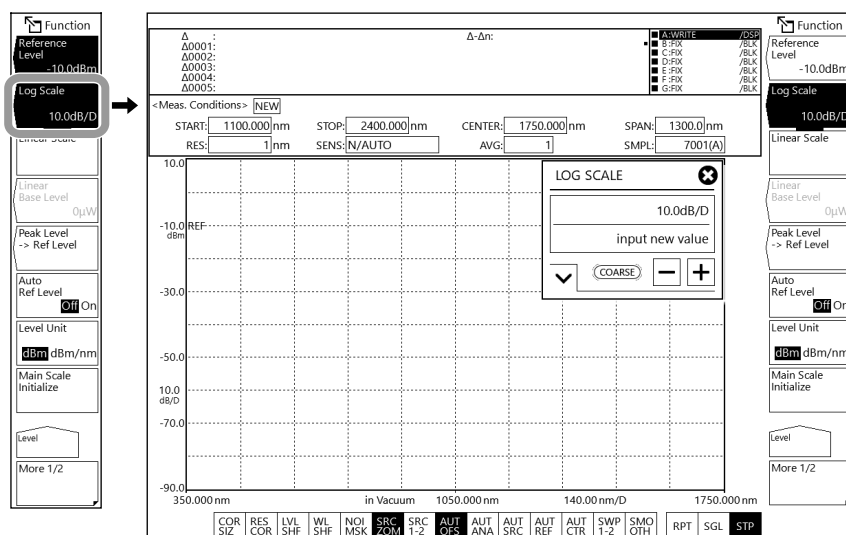 Function
Reference
Level
-10.0dBm
Log Scale
10.0dB/D
Linear Scale
Linear
Base Level
0µW
Peak Level
-> Ref Level
Auto
Ref Level
Off On
Level Unit
dBm dBm/nm
Main Scale
Initialize
Level
More 1/2
Δ :
Δ0001:
Δ0002:
Δ0003:
Δ0004:
Δ0005:
Δ-Δn:
A:WRITE /DSP
B:FIX /BLK
C:FIX /BLK
D:FIX /BLK
E:FIX /BLK
F:FIX /BLK
G:FIX /BLK
<Meas. Conditions> NEW
START: 1100.000 nm STOP: 2400.000 nm CENTER: 1750.000 nm SPAN: 1300.0 nm
RES: 1 nm SENS: N/AUTO AVG: 1 SMPL: 7001(A)
10.0
-10.0 REF
dBm
-30.0
-50.0
10.0
dB/D
-70.0
-90.0
350.000 nm in Vacuum 1050.000 nm 140.00 nm/D 1750.000 nm
LOG SCALE
10.0dB/D
input new value
COARSE
COR SIZ
RES COR
LVL SHF
WL SHF
NOI MSK
SRC ZOM
SRC 1-2
AUT OFS
AUT ANA
AUT SRC
AUT REF
AUT CTR
SWP 1-2
SMO OTH
RPT
SGL
STP
Function
Reference
Level
-10.0dBm
Log Scale
10.0dB/D
Linear Scale
Linear
Base Level
0µW
Peak Level
-> Ref Level
Auto
Ref Level
Off On
Level Unit
dBm dBm/nm
Main Scale
Initialize
Level
More 1/2